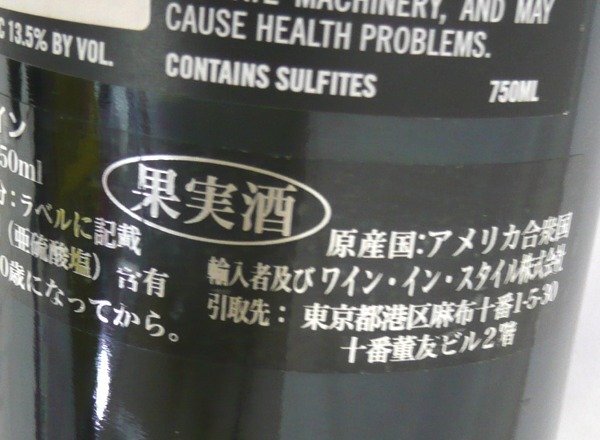 MACHINERY, AND MAY
CAUSE HEALTH PROBLEMS.
13.5% BY VOL.
CONTAINS SULFITES
750ML
イン
50ml
果実酒
分：ラベルに記載
（亜硫酸塩）含有
0歳になってから。
原産国：アメリカ合衆国
輸入者及び ワイン・イン・スタイル株式会社
引取先： 東京都港区麻布十番1-5-30
十番董友ビル2階